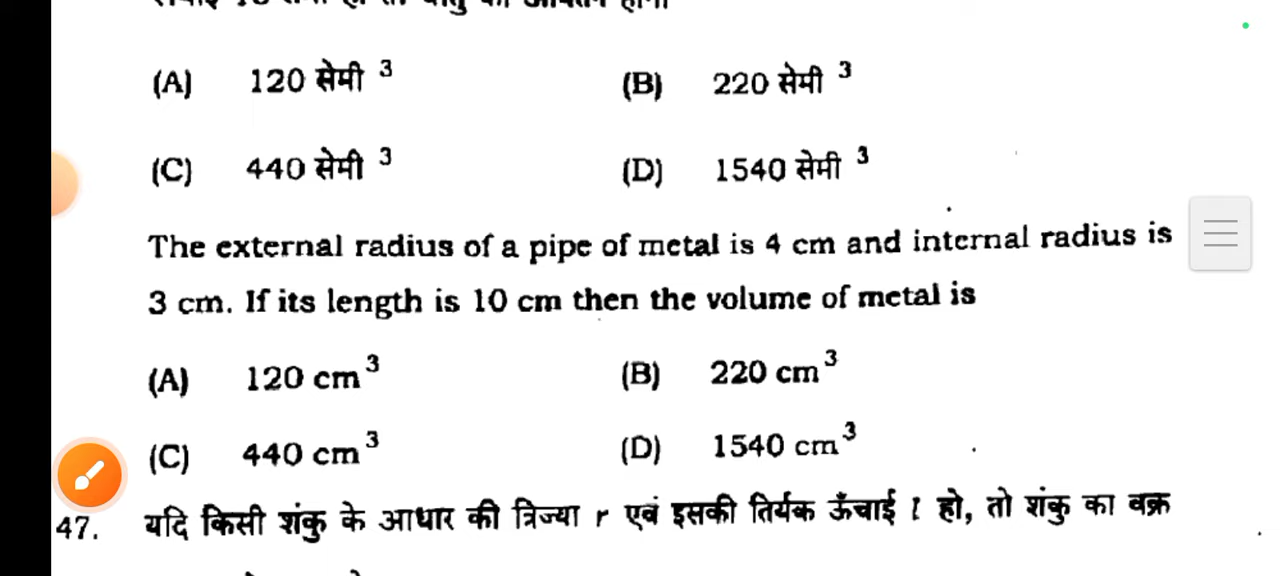 (A) 120 सेमी ³ (B) 220 सेमी ³
(C) 440 सेमी ³ (D) 1540 सेमी ³
The external radius of a pipe of metal is 4 cm and internal radius is
3 cm. If its length is 10 cm then the volume of metal is
(A) 120 cm³ (B) 220 cm³
(C) 440 cm³ (D) 1540 cm³
47. यदि किसी शंकु के आधार की त्रिज्या r एवं इसकी तिर्यक ऊँचाई l हो, तो शंकु का वक्र